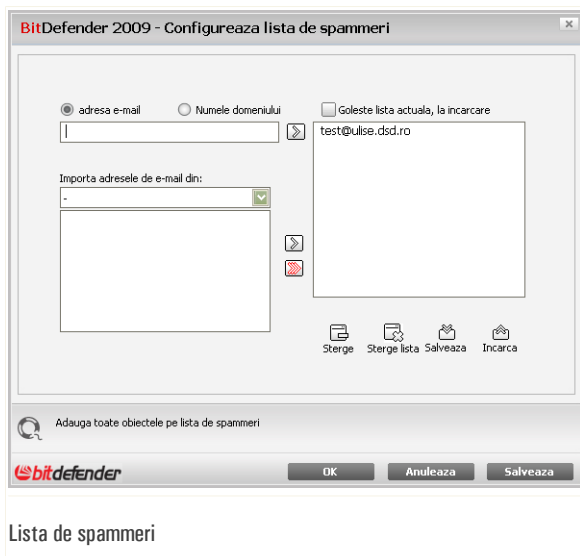 BitDefender 2009 - Configureaza lista de spammeri
adresa e-mail
Numele domeniului
Goleste lista actuala, la incarcare
test@ulise.dsd.ro
Importa adresele de e-mail din:
-
Sterge
Sterge lista
Salveaza
Incarca
Adauga toate obiectele pe lista de spammeri
bitdefender
OK
Anuleaza
Salveaza
Lista de spammeri